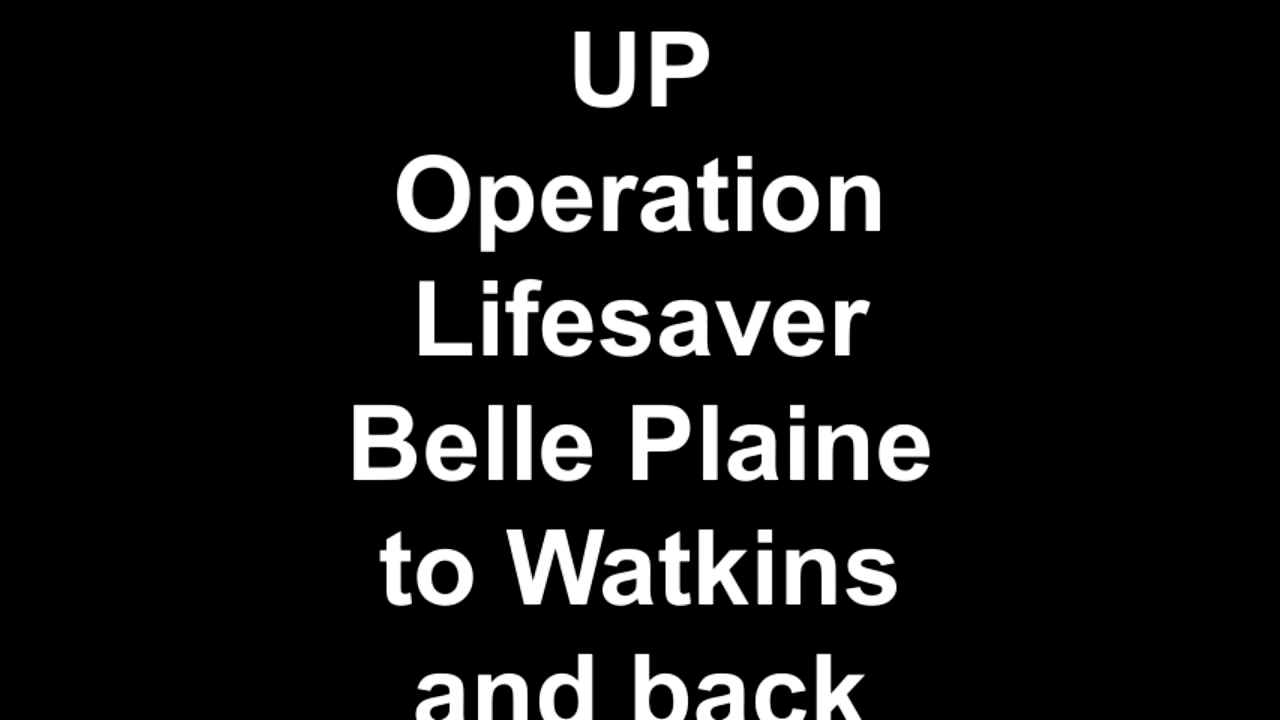 UP
Operation
Lifesaver
Belle Plaine
to Watkins
and back